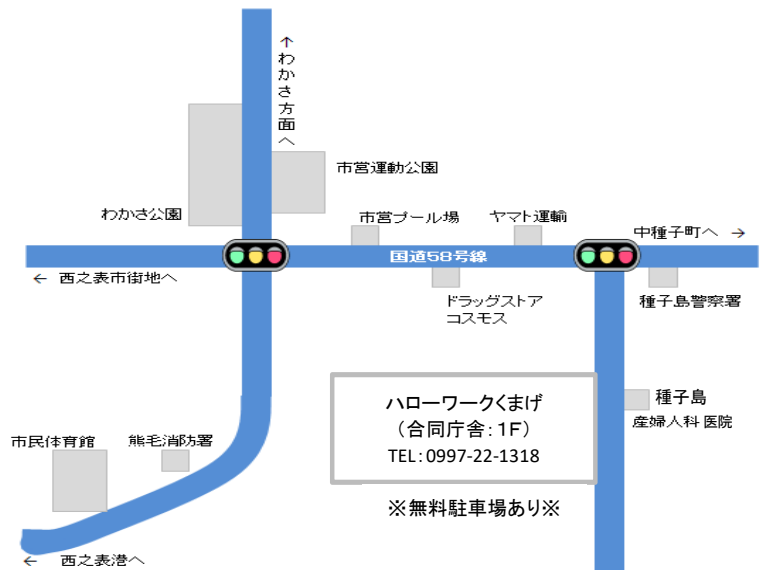 ↑わかさ方面へ
市営運動公園
わかさ公園
市営プール場
ヤマト運輸
中種子町へ →
国道58号線
← 西之表市街地へ
ドラッグストア
コスモス
種子島警察署
種子島
産婦人科 医院
ハローワークくまげ
（合同庁舎：1F）
TEL：0997-22-1318
※無料駐車場あり※
市民体育館
熊毛消防署
← 西之表港へ